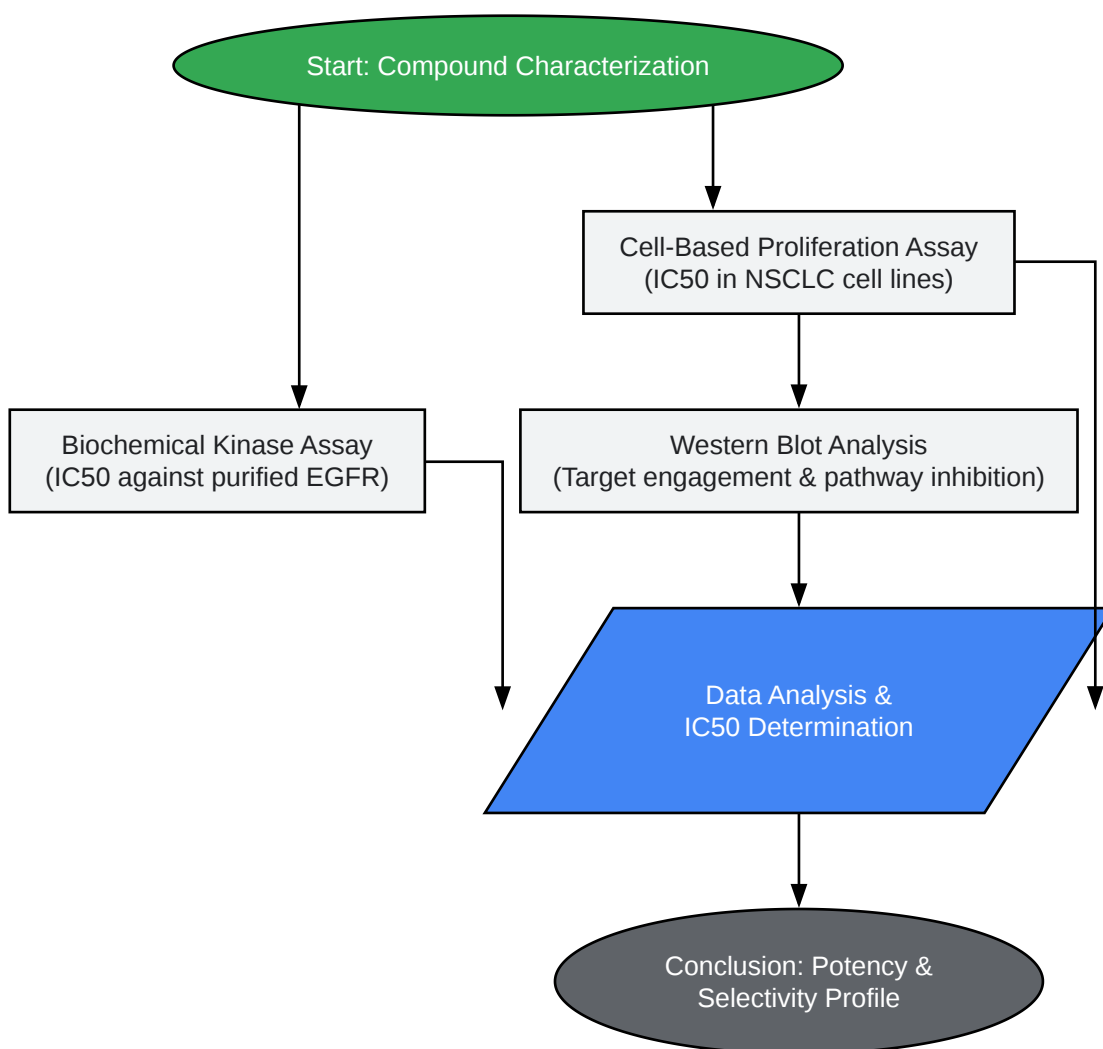 Start: Compound Characterization
Cell-Based Proliferation Assay
(IC50 in NSCLC cell lines)
Biochemical Kinase Assay
(IC50 against purified EGFR)
Western Blot Analysis
(Target engagement & pathway inhibition)
Data Analysis &
IC50 Determination
Conclusion: Potency &
Selectivity Profile